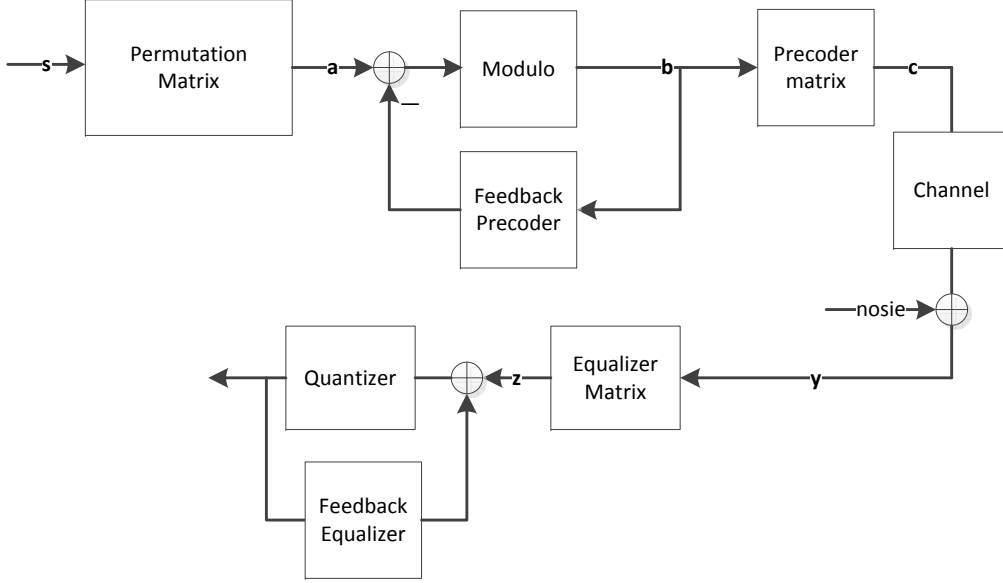 s
Permutation
Matrix
a
Modulo
b
Precoder
matrix
c
—
Feedback
Precoder
Channel
nosie
Quantizer
z
Equalizer
Matrix
y
Feedback
Equalizer